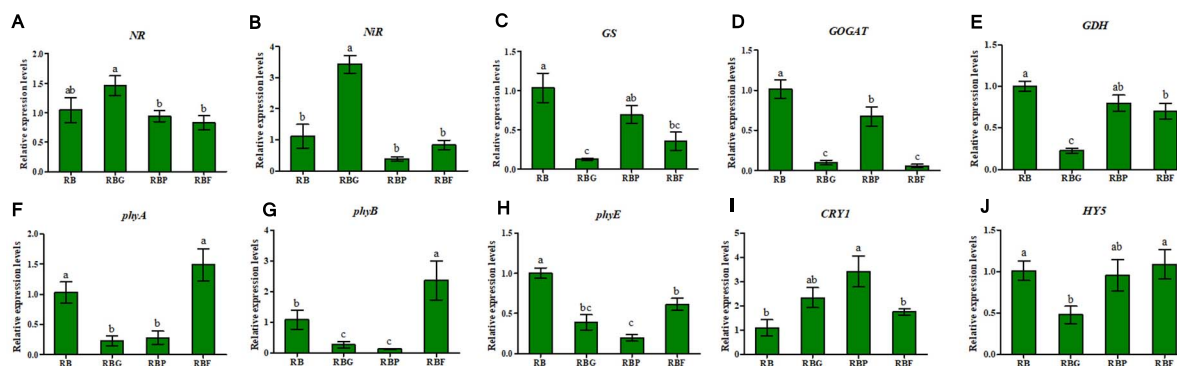 A
NR
Relative expression levels
2.0
1.5
1.0
0.5
0.0
ab
a
b
b
RB RBG RBP RBF
B
NiR
Relative expression levels
4
3
2
1
0
b
a
b
b
RB RBG RBP RBF
C
GS
Relative expression levels
1.5
1.0
0.5
0.0
a
c
ab
bc
RB RBG RBP RBF
D
GOGAT
Relative expression levels
1.5
1.0
0.5
0.0
a
c
b
c
RB RBG RBP RBF
E
GDH
Relative expression levels
1.5
1.0
0.5
0.0
a
c
ab
b
RB RBG RBP RBF
F
phyA
Relative expression levels
2.0
1.5
1.0
0.5
0.0
a
b
b
a
RB RBG RBP RBF
G
phyB
Relative expression levels
4
3
2
1
0
b
c
c
a
RB RBG RBP RBF
H
phyE
Relative expression levels
1.5
1.0
0.5
0.0
a
bc
c
b
RB RBG RBP RBF
I
CRY1
Relative expression levels
5
4
3
2
1
0
b
ab
a
b
RB RBG RBP RBF
J
HY5
Relative expression levels
1.5
1.0
0.5
0.0
a
b
ab
a
RB RBG RBP RBF